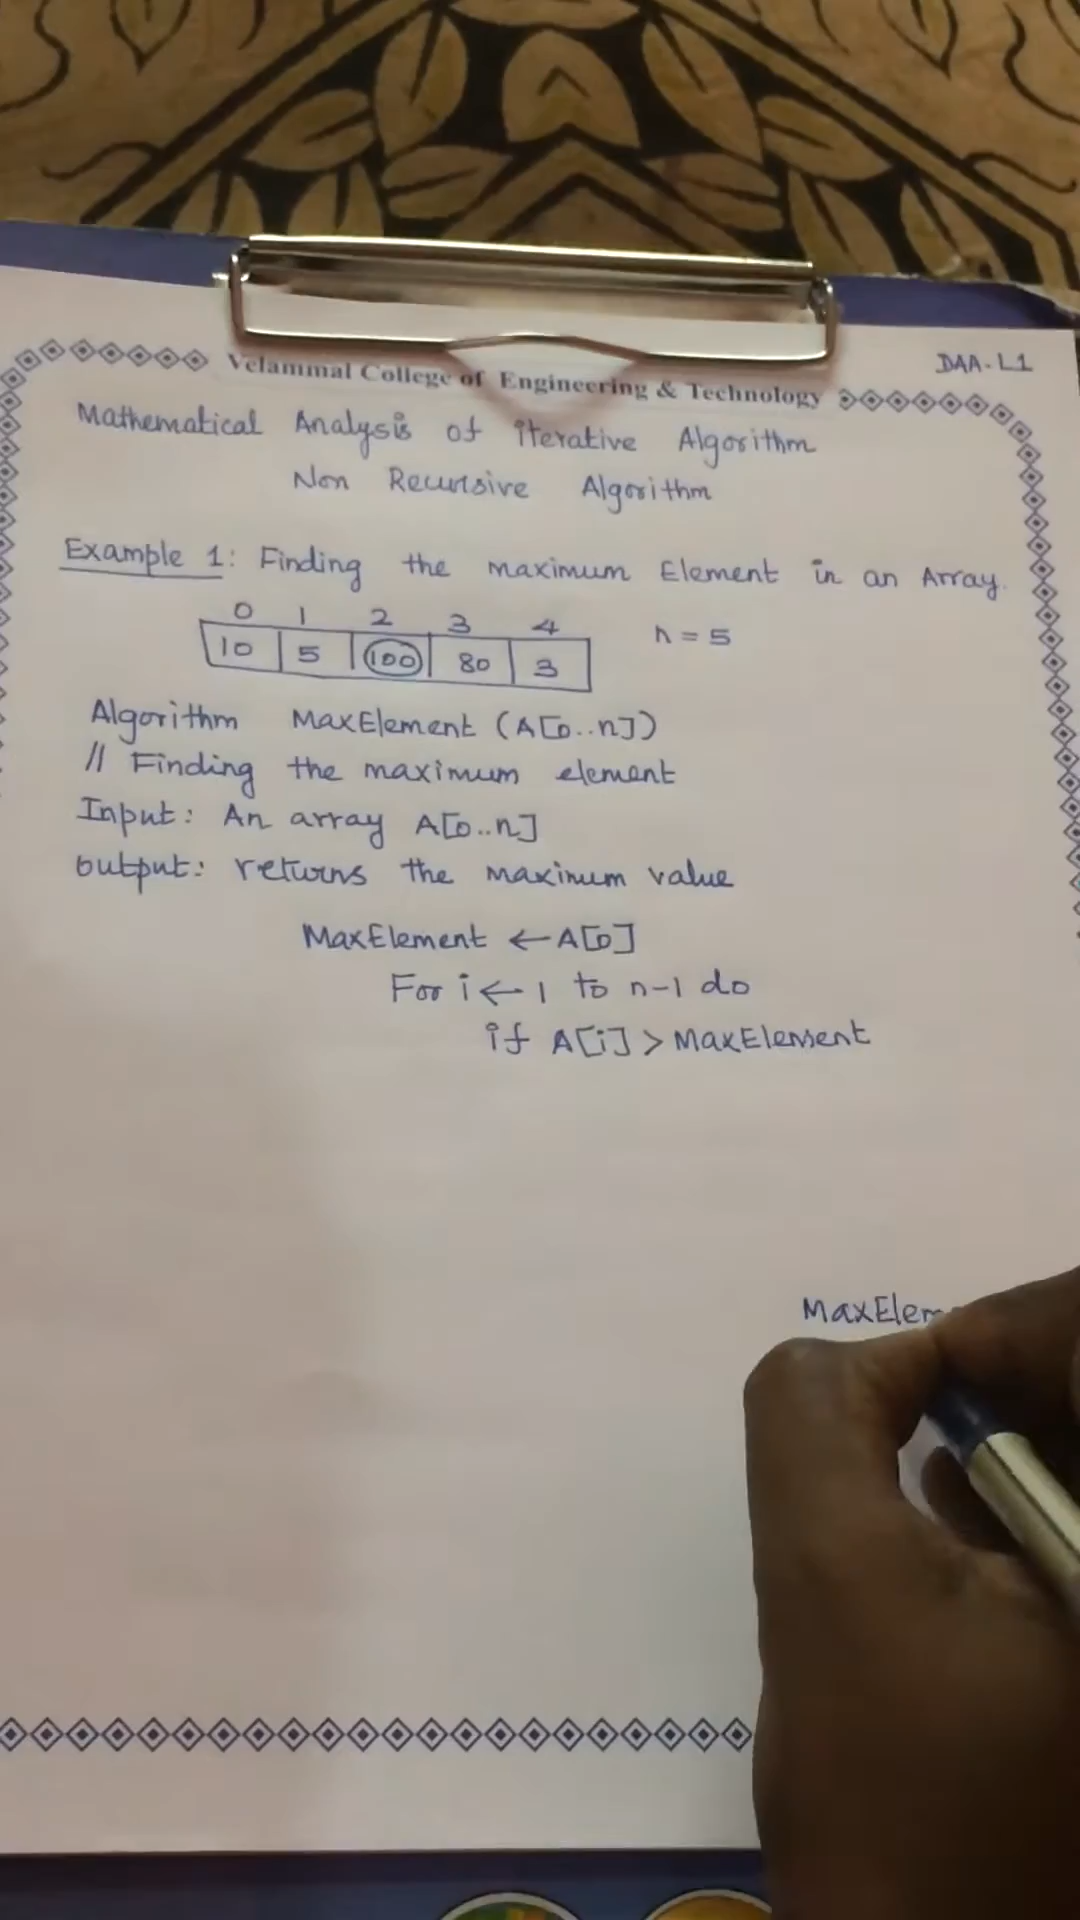 DAA-L1
Velammal College of Engineering & Technology
Mathematical Analysis of iterative Algorithm
Non Recursive Algorithm
Example 1: Finding the maximum Element in an Array.
0 1 2 3 4
10 5 100 80 3 n = 5
Algorithm MaxElement (A[0..n])
// Finding the maximum element
Input: An array A[0..n]
output: returns the maximum value
MaxElement ← A[0]
For i ← 1 to n-1 do
if A[i] > MaxElement
MaxElem